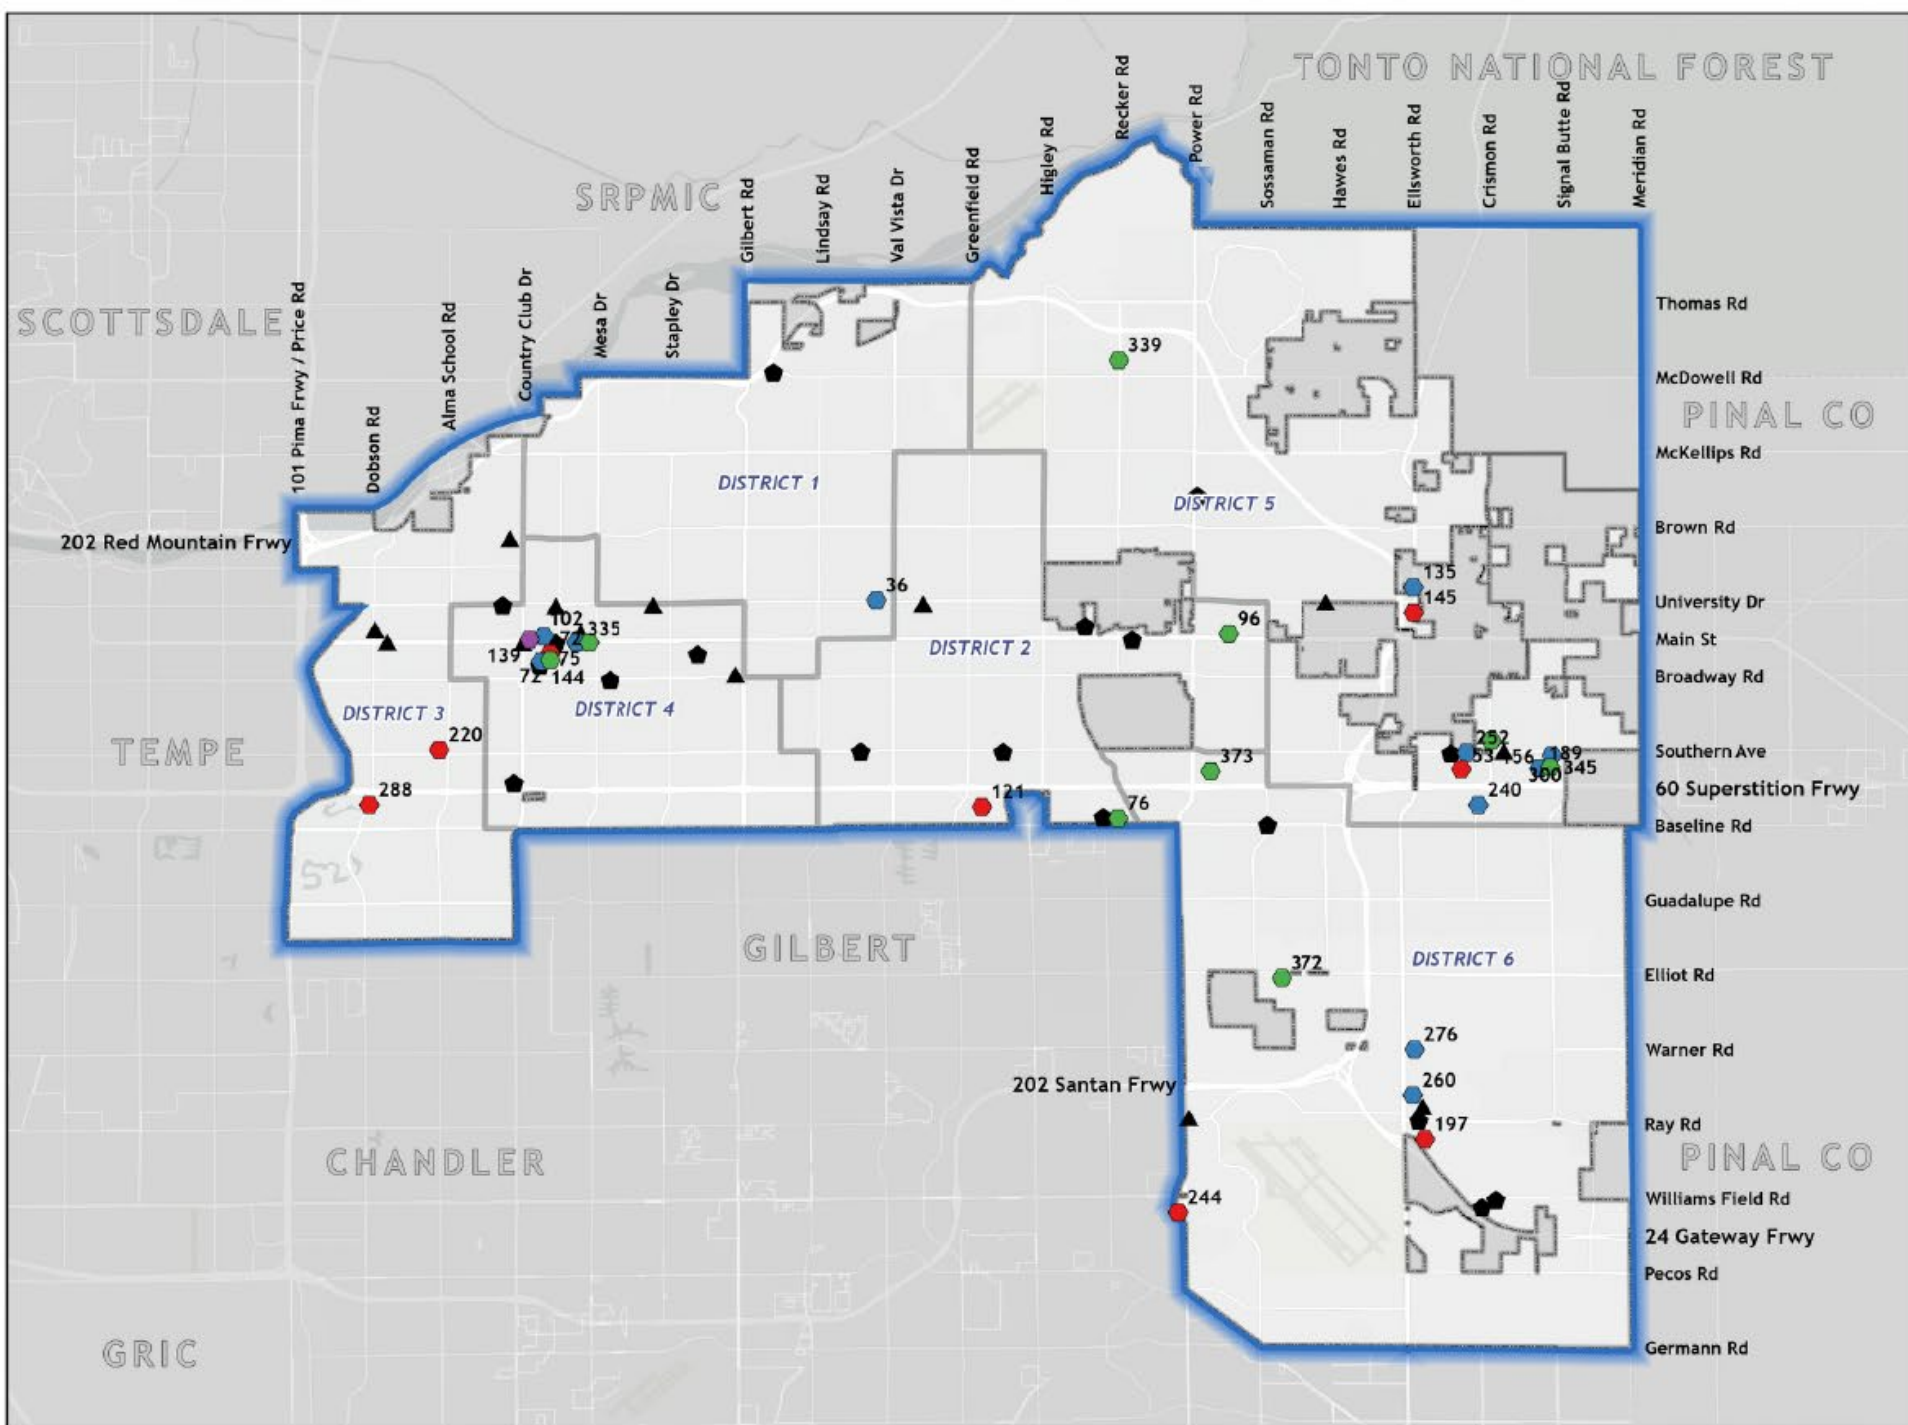 TONTO NATIONAL FOREST
Recker Rd
Power Rd
Signal Butte Rd
Sossaman Rd
Hawes Rd
Ellsworth Rd
Crismon Rd
Meridian Rd
Higley Rd
SRPMIC
Gilbert Rd
Lindsay Rd
Val Vista Dr
Greenfield Rd
SCOTTSDALE
101 Pima Frwy / Price Rd
Alma School Rd
Country Club Dr
Mesa Dr
Stapley Dr
Dobson Rd
Thomas Rd
339
McDowell Rd
PINAL CO
McKellips Rd
DISTRICT 1
DISTRICT 5
Brown Rd
202 Red Mountain Frwy
36
135
145
University Dr
102
72
335
96
Main St
139
75
72
144
DISTRICT 2
Broadway Rd
DISTRICT 3
DISTRICT 4
220
TEMPE
252
53
56
189
345
300
Southern Ave
373
288
121
76
240
60 Superstition Frwy
Baseline Rd
Guadalupe Rd
GILBERT
372
DISTRICT 6
Elliot Rd
276
Warner Rd
202 Santan Frwy
260
197
Ray Rd
CHANDLER
PINAL CO
244
Williams Field Rd
24 Gateway Frwy
Pecos Rd
GRIC
Germann Rd